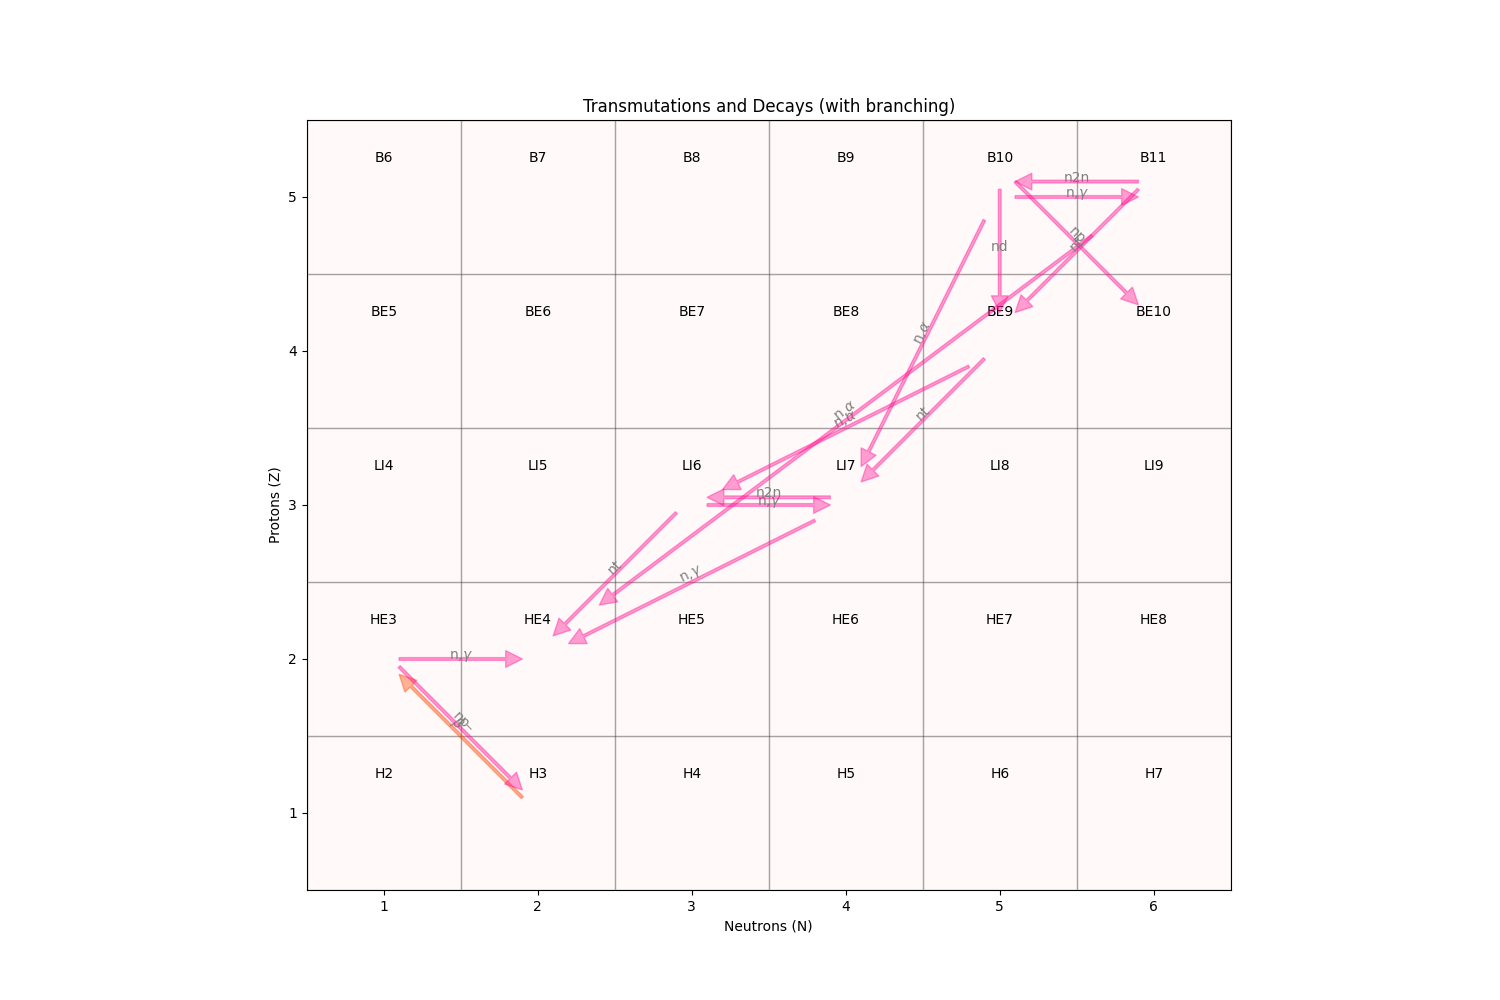 Transmutations and Decays (with branching)
B6 B7 B8 B9 B10 B11
n2n
n,γ
5
np
nd
BE5 BE6 BE7 BE8 BE9 BE10
n,α
4
n,α
n,α
nt
LI4 LI5 LI6 LI7 LI8 LI9
n2n
n,γ
3
nt
n,γ
HE3 HE4 HE5 HE6 HE7 HE8
n,γ
2
np
H2 H3 H4 H5 H6 H7
1
1 2 3 4 5 6
Neutrons (N)
Protons (Z)